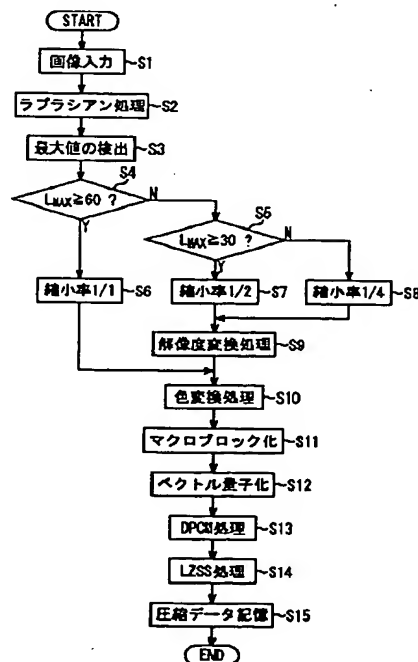 START
画像入力 S1
ラプラシアン処理 S2
最大値の検出 S3
S4
LMAX≧60 ? N
Y
S5
LMAX≧30 ? N
Y
縮小率1/1 S6
縮小率1/2 S7
縮小率1/4 S8
解像度変換処理 S9
色変換処理 S10
マクロブロック化 S11
ベクトル量子化 S12
DPCM処理 S13
LZSS処理 S14
圧縮データ記憶 S15
END